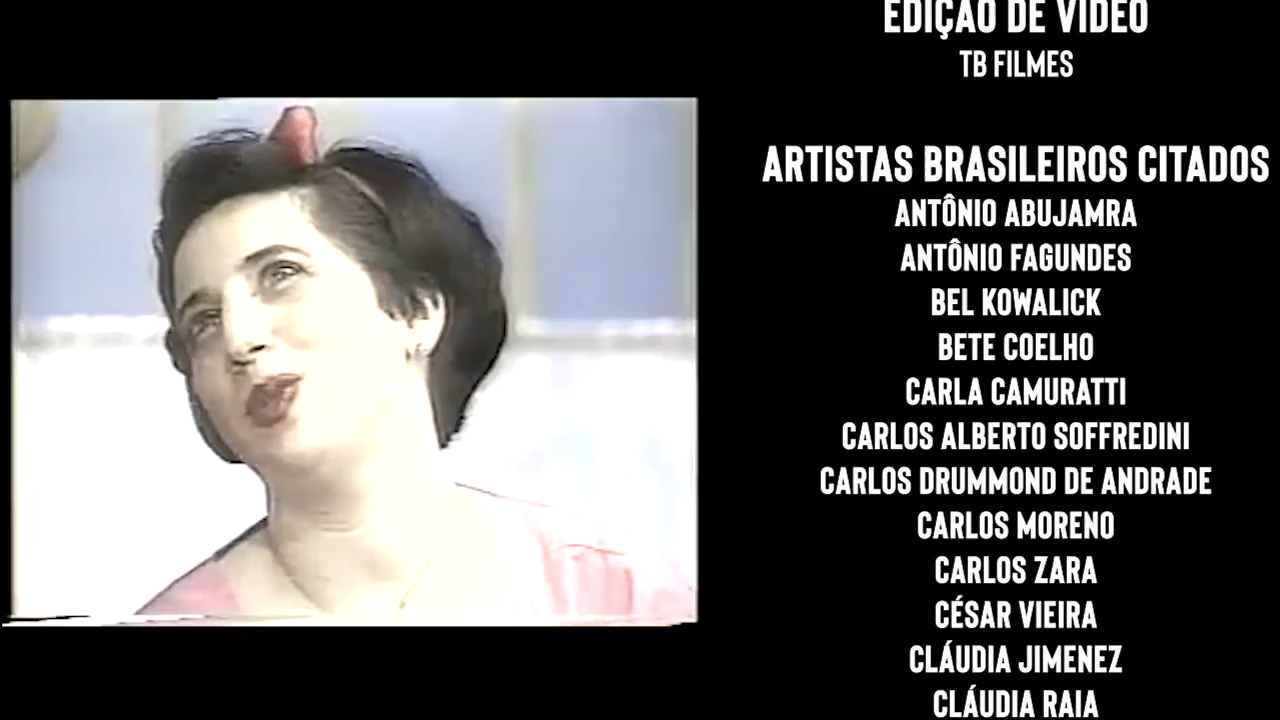 EDIÇÃO DE VÍDEO
TB FILMES
ARTISTAS BRASILEIROS CITADOS
ANTÔNIO ABUJAMRA
ANTÔNIO FAGUNDES
BEL KOWALICK
BETE COELHO
CARLA CAMURATTI
CARLOS ALBERTO SOFFREDINI
CARLOS DRUMMOND DE ANDRADE
CARLOS MORENO
CARLOS ZARA
CÉSAR VIEIRA
CLÁUDIA JIMENEZ
CLÁUDIA RAIA